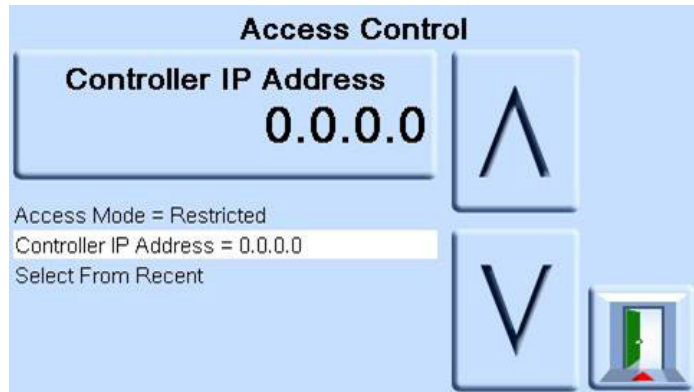 Access Control
Controller IP Address
0.0.0.0
Access Mode = Restricted
Controller IP Address = 0.0.0.0
Select From Recent